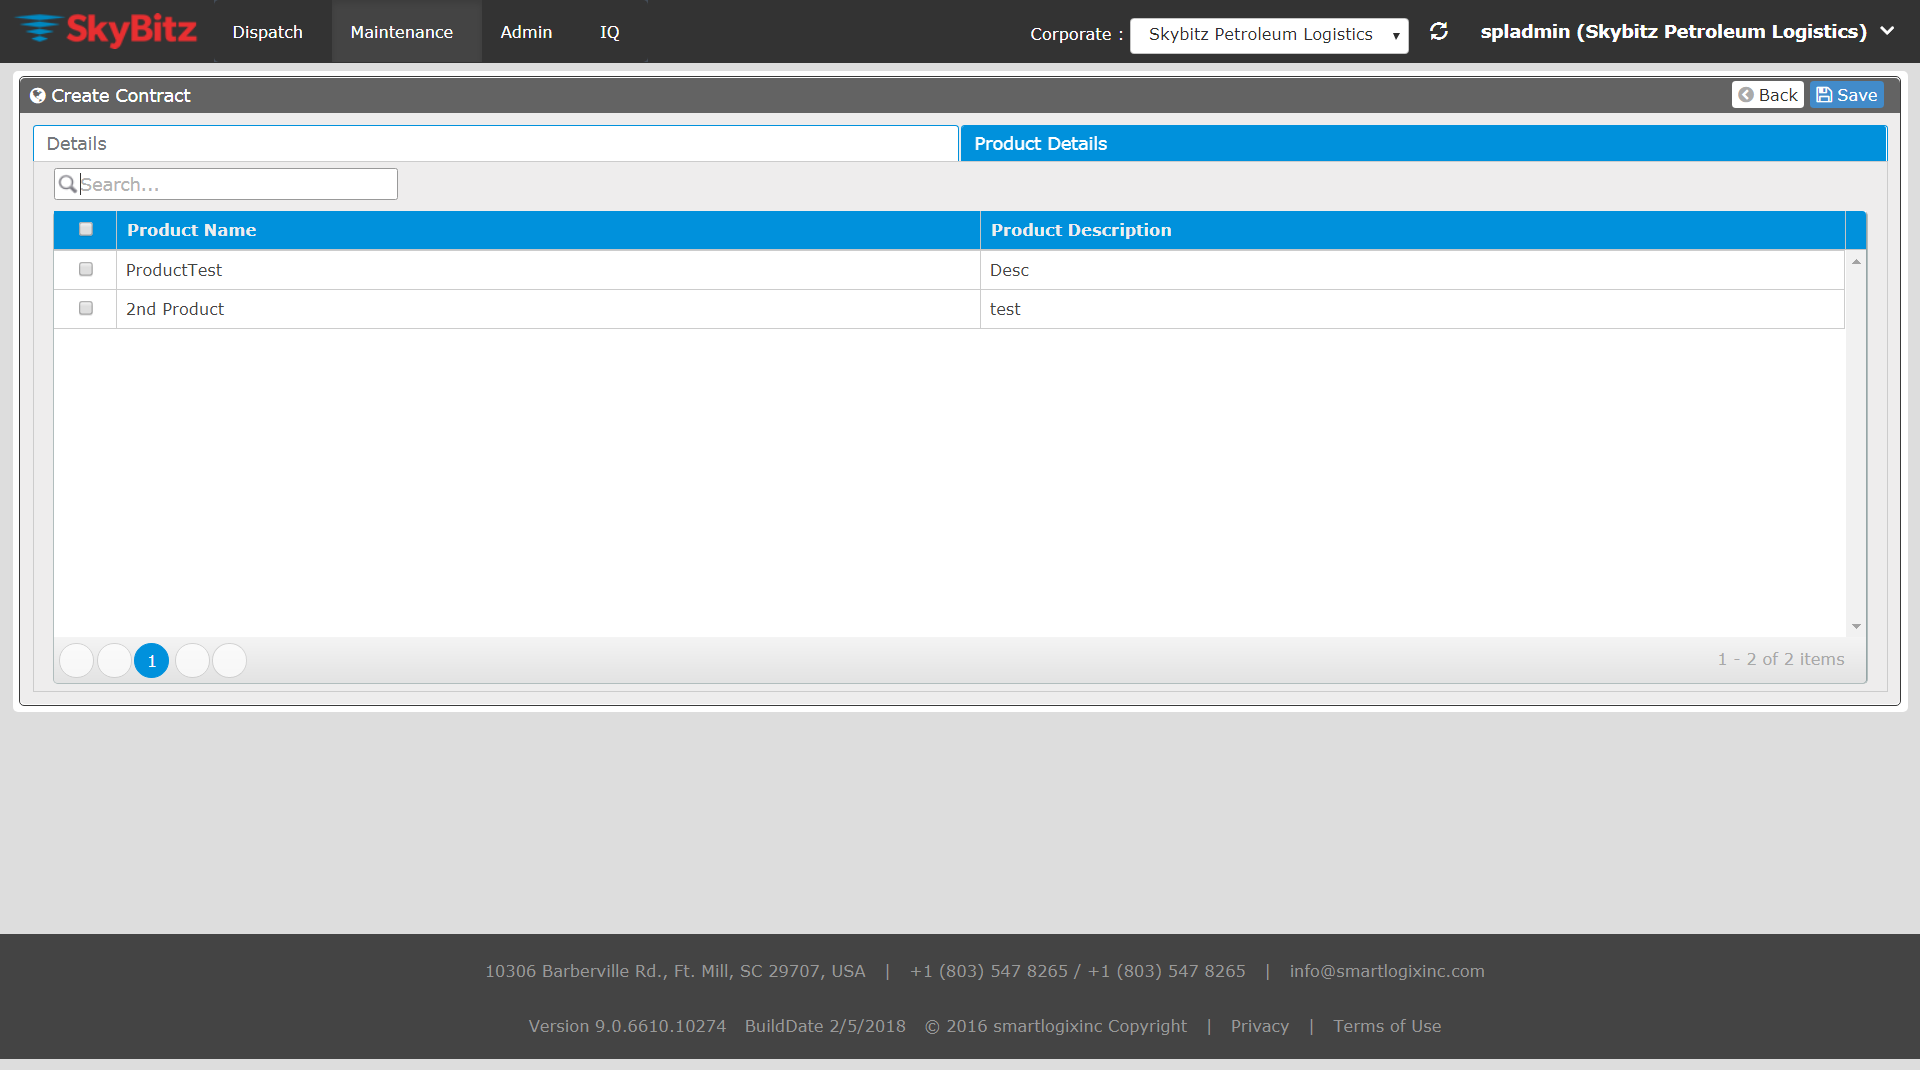 SkyBitz Dispatch Maintenance Admin IQ Corporate : Skybitz Petroleum Logistics spladmin (Skybitz Petroleum Logistics)
Create Contract Back Save
Details Product Details
Search...
Product Name Product Description
ProductTest Desc
2nd Product test
1 1 - 2 of 2 items
10306 Barberville Rd., Ft. Mill, SC 29707, USA | +1 (803) 547 8265 / +1 (803) 547 8265 | info@smartlogixinc.com
Version 9.0.6610.10274 BuildDate 2/5/2018 © 2016 smartlogixinc Copyright | Privacy | Terms of Use